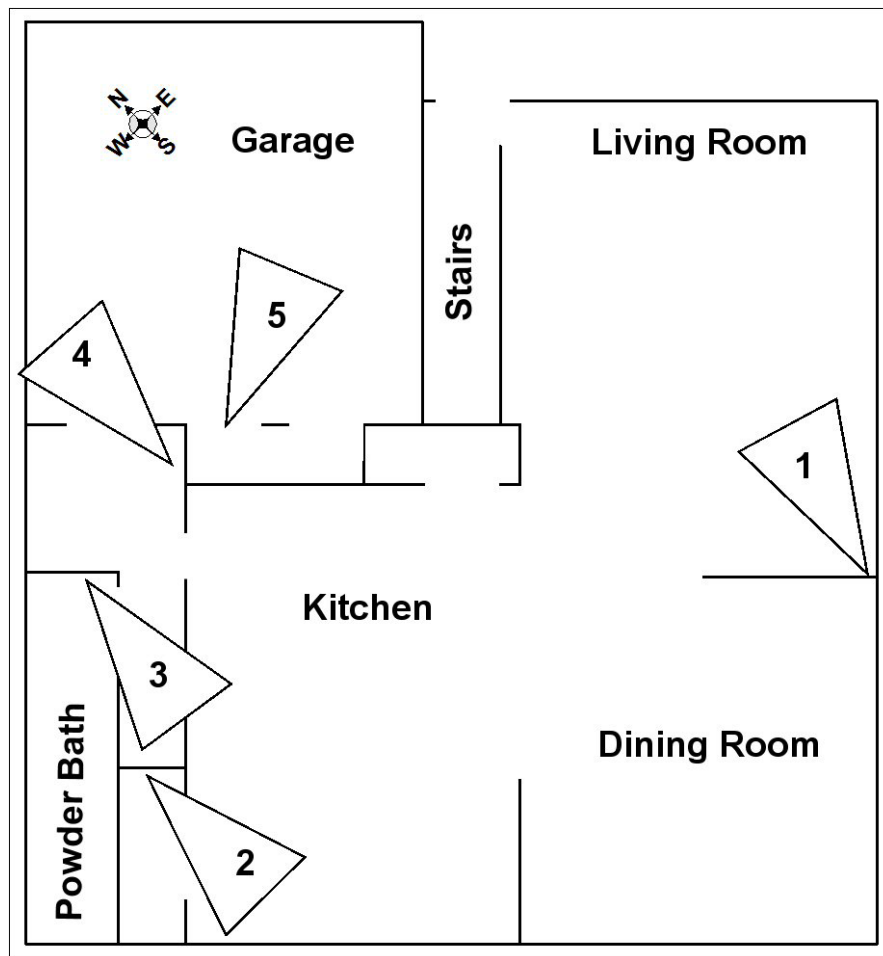 N E
W S
Garage
Living Room
Stairs
5
4
1
Kitchen
3
Powder Bath
Dining Room
2